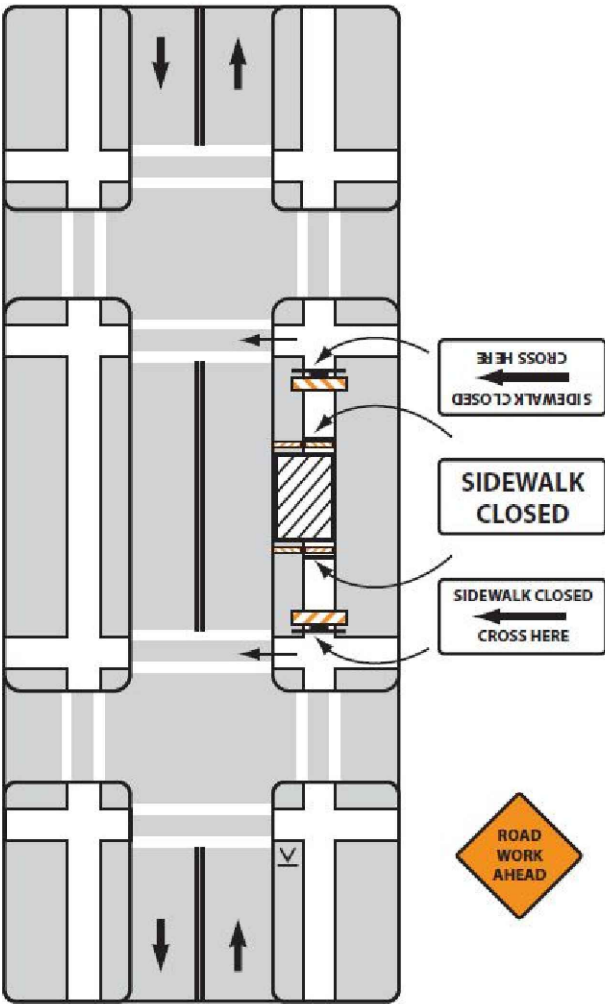 SIDEWALK CLOSED
CROSS HERE
SIDEWALK
CLOSED
SIDEWALK CLOSED
CROSS HERE
ROAD
WORK
AHEAD